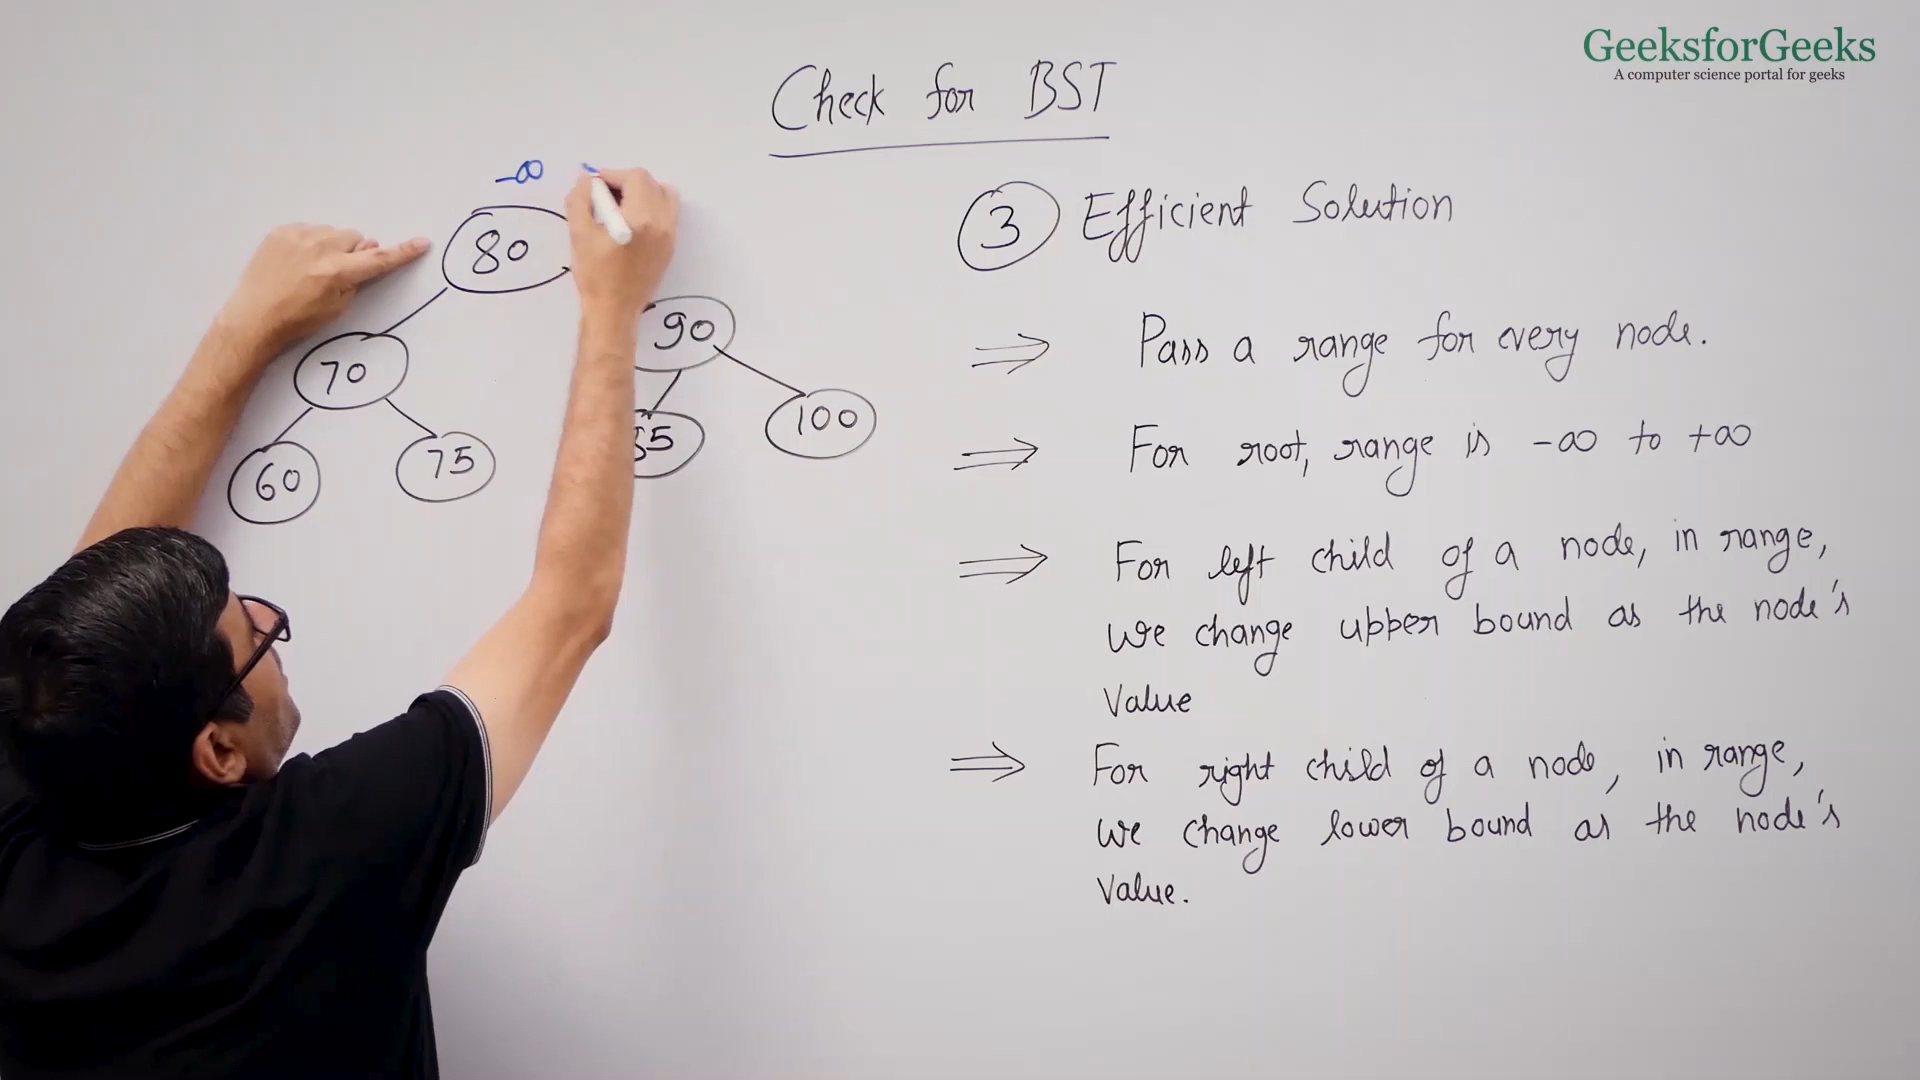 GeeksforGeeks
A computer science portal for geeks
Check for BST
-∞
80
70
90
60
75
100
3 Efficient Solution
⇒ Pass a range for every node.
⇒ For root, range is -∞ to +∞
⇒ For left child of a node, in range,
we change upper bound as the node's
Value
⇒ For right child of a node, in range,
we change lower bound as the node's
Value.